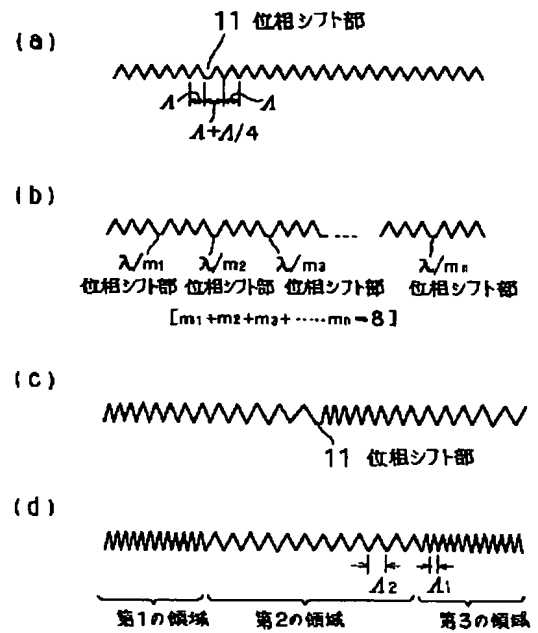 (a)
11 位相シフト部
Λ Λ
Λ+Λ/4
(b)
λ/m1 λ/m2 λ/m3 λ/mn
位相シフト部 位相シフト部 位相シフト部 位相シフト部
[m1+m2+m3+·····mn=8]
(c)
11 位相シフト部
(d)
Λ2 Λ1
第1の領域 第2の領域 第3の領域